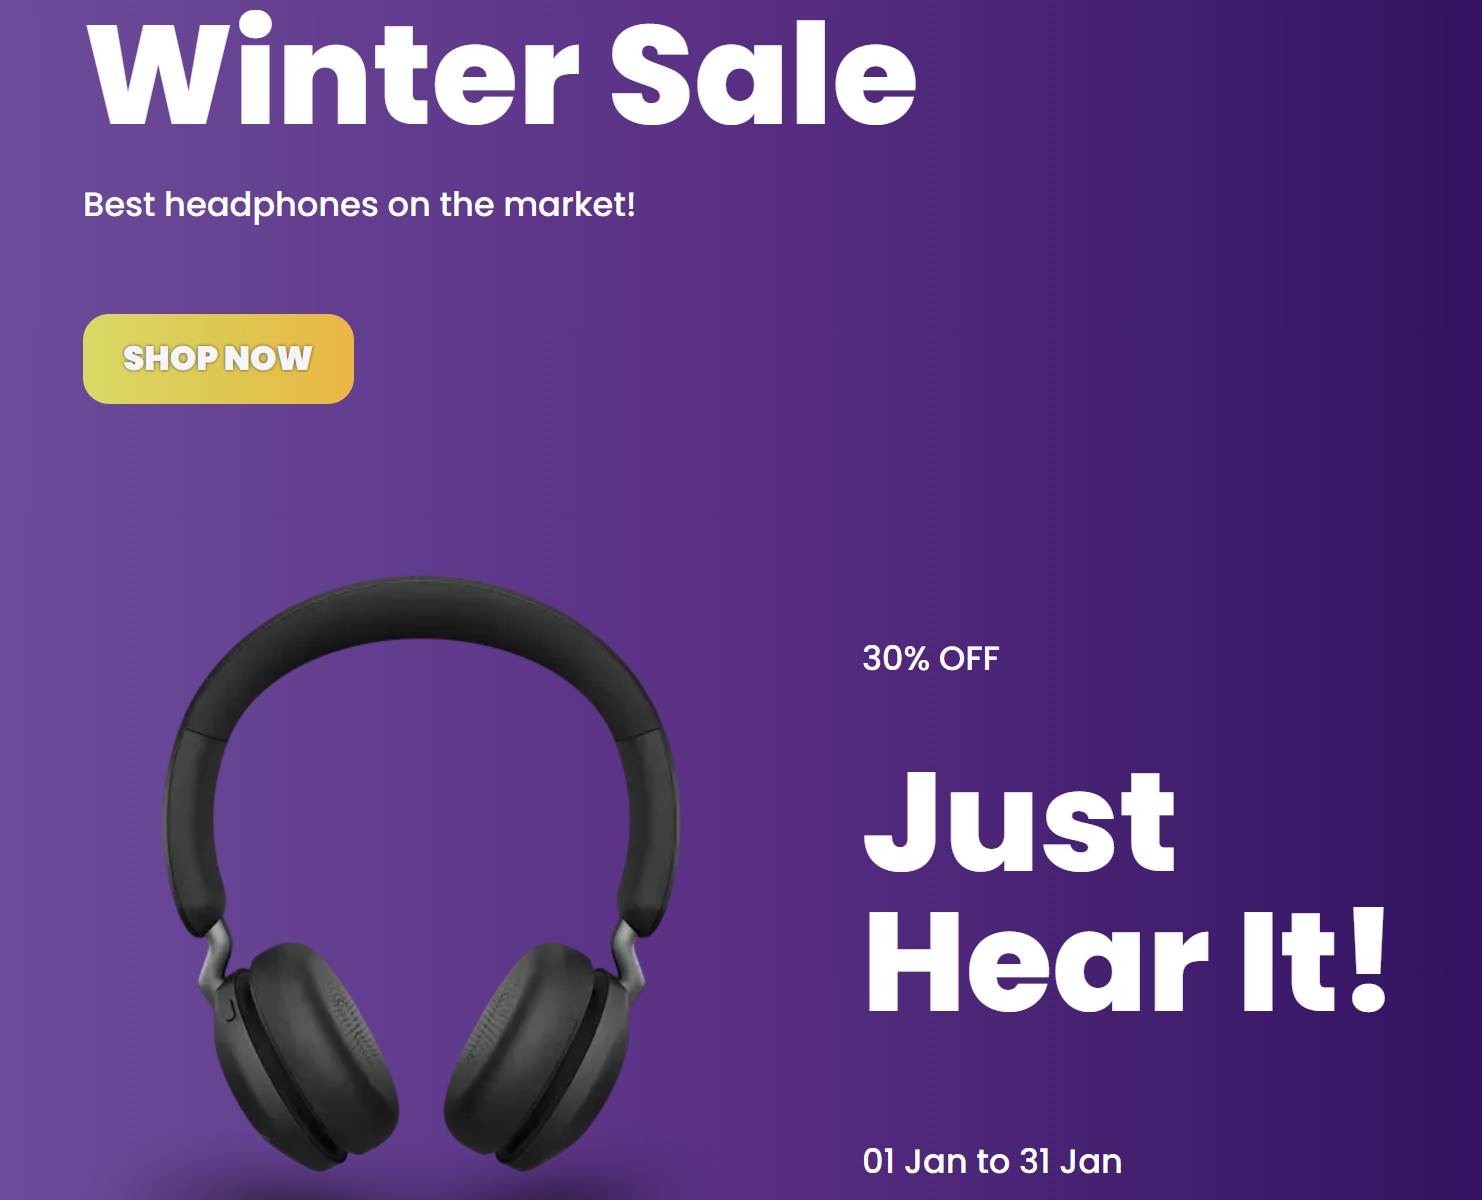 Winter Sale
Best headphones on the market!
SHOP NOW
30% OFF
Just
Hear It!
01 Jan to 31 Jan